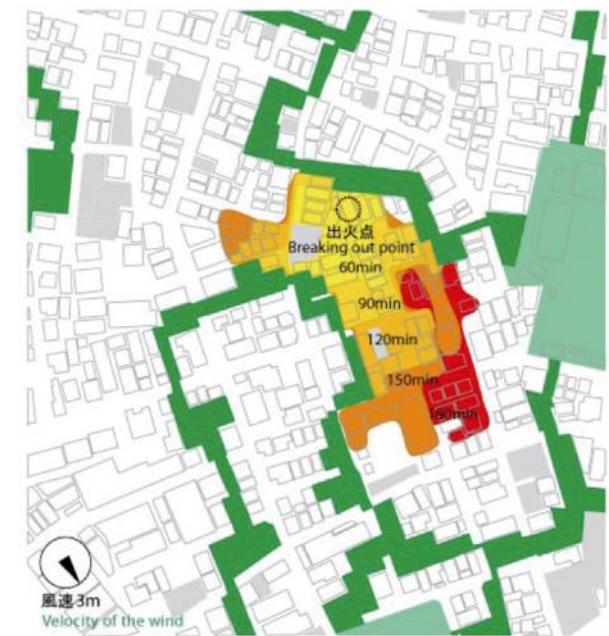 出火点
Breaking out point
60min
90min
120min
150min
180min
風速3m
Velocity of the wind